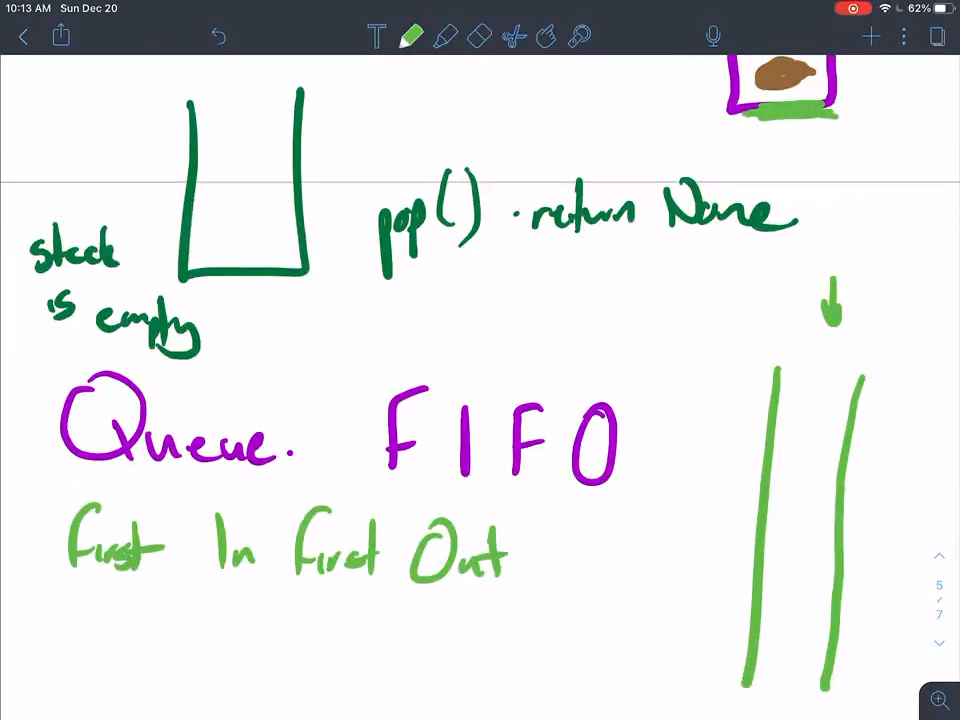 10:13 AM Sun Dec 20 62%
pop() . return None
stack
is empty
Queue. FIFO
First In First Out
5
/
7